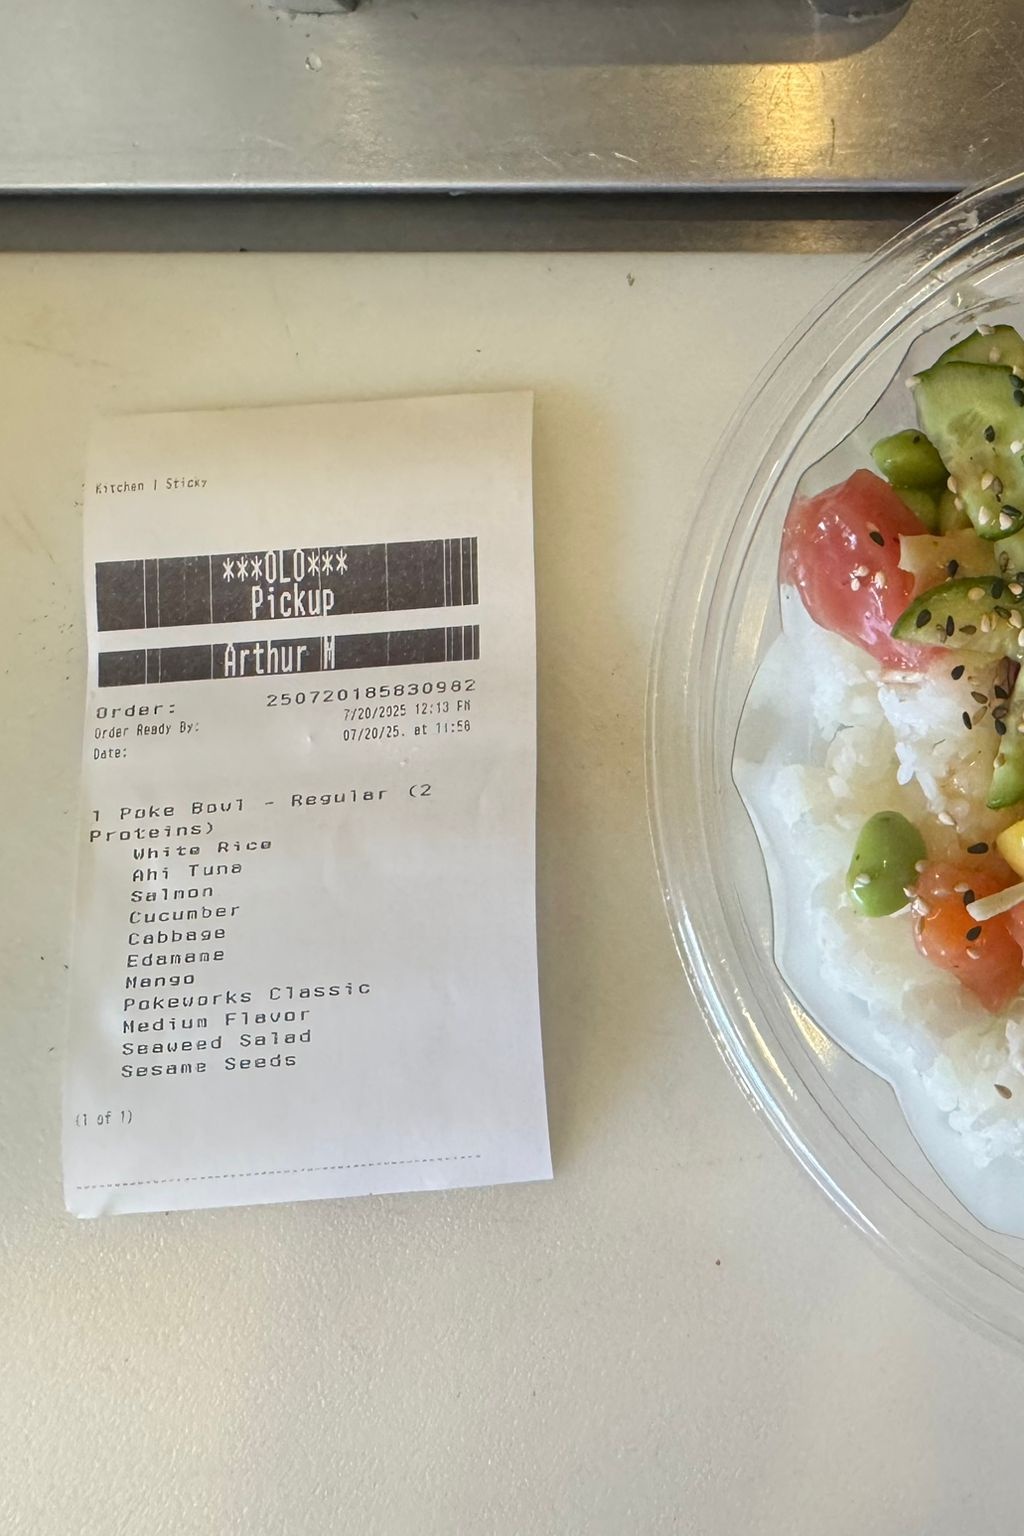 Kitchen | Sticky
***OLO***
Pickup
Arthur M
Order: 250720185830982
Order Ready By: 7/20/2025 12:13 PM
Date: 07/20/25. at 11:58
1 Poke Bowl - Regular (2
Proteins)
White Rice
Ahi Tuna
Salmon
Cucumber
Cabbage
Edamame
Mango
Pokeworks Classic
Medium Flavor
Seaweed Salad
Sesame Seeds
(1 of 1)